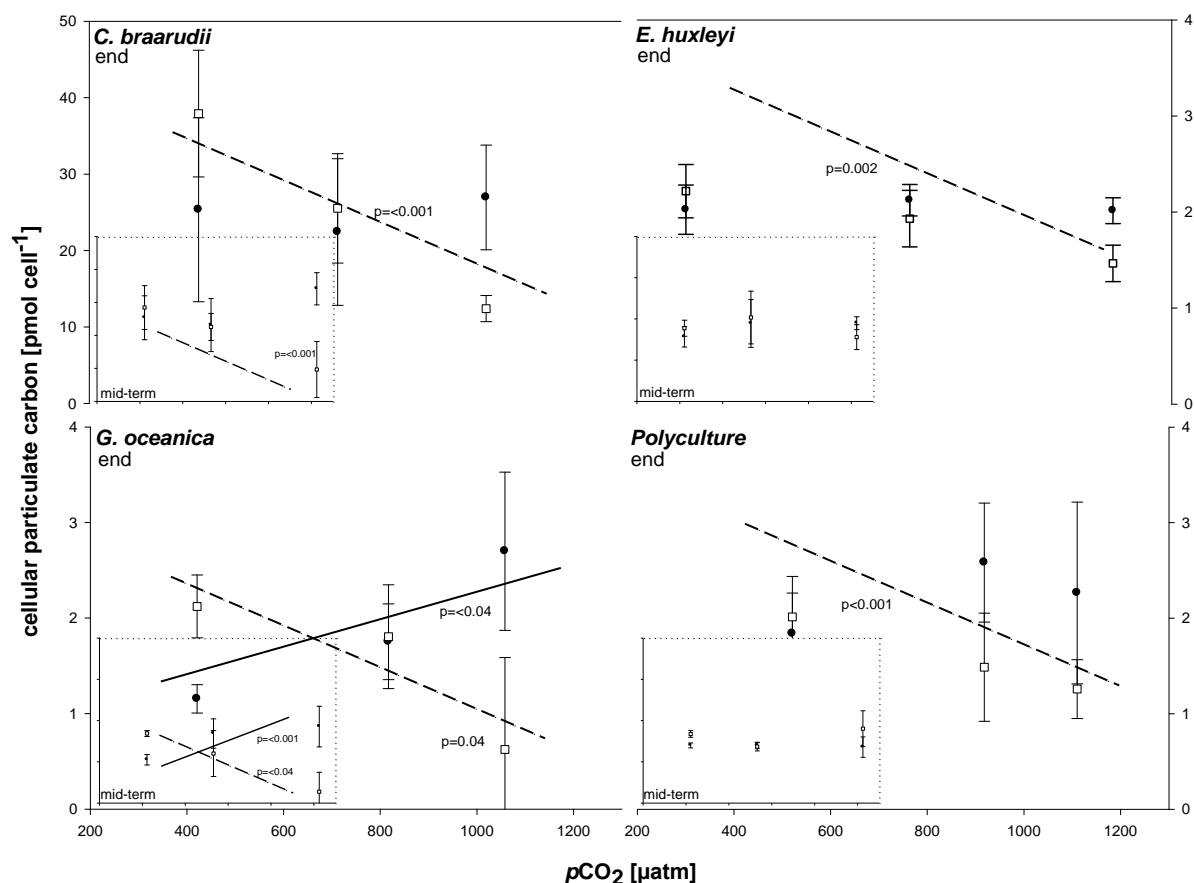 C. braarudii
end
50
40
30
20
10
0
p=<0.001
p=<0.001
mid-term
E. huxleyi
end
4
3
2
1
0
p=0.002
mid-term
G. oceanica
end
4
3
2
1
0
p=<0.04
p=0.04
p=<0.001
p=<0.04
mid-term
200 400 600 800 1000 1200
Polyculture
end
4
3
2
1
0
p<0.001
mid-term
200 400 600 800 1000 1200
cellular particulate carbon [pmol cell⁻¹]
pCO₂ [µatm]